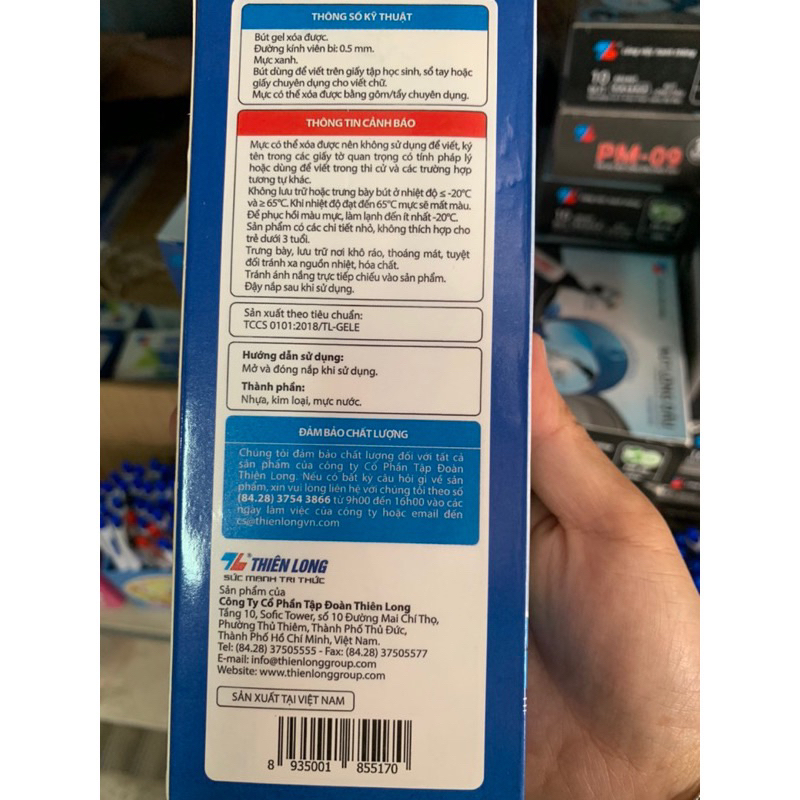 THÔNG SỐ KỸ THUẬT
Bút gel xóa được.
Đường kính viên bi: 0.5 mm.
Mực xanh.
Bút dùng để viết trên giấy tập học sinh, sổ tay hoặc
giấy chuyên dụng cho viết chữ.
Mực có thể xóa được bằng gôm/tẩy chuyên dụng.
THÔNG TIN CẢNH BÁO
Mực có thể xóa được nên không sử dụng để viết, ký
tên trong các giấy tờ quan trọng có tính pháp lý
hoặc dùng để viết trong thi cử và các trường hợp
tương tự khác.
Không lưu trữ hoặc trưng bày bút ở nhiệt độ ≤ -20°C
và ≥ 65°C. Khi nhiệt độ đạt đến 65°C mực sẽ mất màu.
Để phục hồi màu mực, làm lạnh đến ít nhất -20°C.
Sản phẩm có các chi tiết nhỏ, không thích hợp cho
trẻ dưới 3 tuổi.
Trưng bày, lưu trữ nơi khô ráo, thoáng mát, tuyệt
đối tránh xa nguồn nhiệt, hóa chất.
Tránh ánh nắng trực tiếp chiếu vào sản phẩm.
Đậy nắp sau khi sử dụng.
Sản xuất theo tiêu chuẩn:
TCCS 0101:2018/TL-GELE
Hướng dẫn sử dụng:
Mở và đóng nắp khi sử dụng.
Thành phần:
Nhựa, kim loại, mực nước.
ĐẢM BẢO CHẤT LƯỢNG
Chúng tôi đảm bảo chất lượng đối với tất cả
sản phẩm của công ty Cổ Phần Tập Đoàn
Thiên Long. Nếu có bất kỳ câu hỏi gì về sản
phẩm, xin vui lòng liên hệ với chúng tôi theo số
(84.28) 3754 3866 từ 9h00 đến 16h00 vào các
ngày làm việc của công ty hoặc email đến
cs@thienlongvn.com.
TL THIÊN LONG
SỨC MẠNH TRI THỨC
Sản phẩm của
Công Ty Cổ Phần Tập Đoàn Thiên Long
Tầng 10, Sofic Tower, số 10 Đường Mai Chí Thọ,
Phường Thủ Thiêm, Thành Phố Thủ Đức,
Thành Phố Hồ Chí Minh, Việt Nam.
Tel: (84.28) 37505555 - Fax: (84.28) 37505577
E-mail: info@thienlonggroup.com
Website: www.thienlonggroup.com
SẢN XUẤT TẠI VIỆT NAM
8 935001 855170
10
PM-09